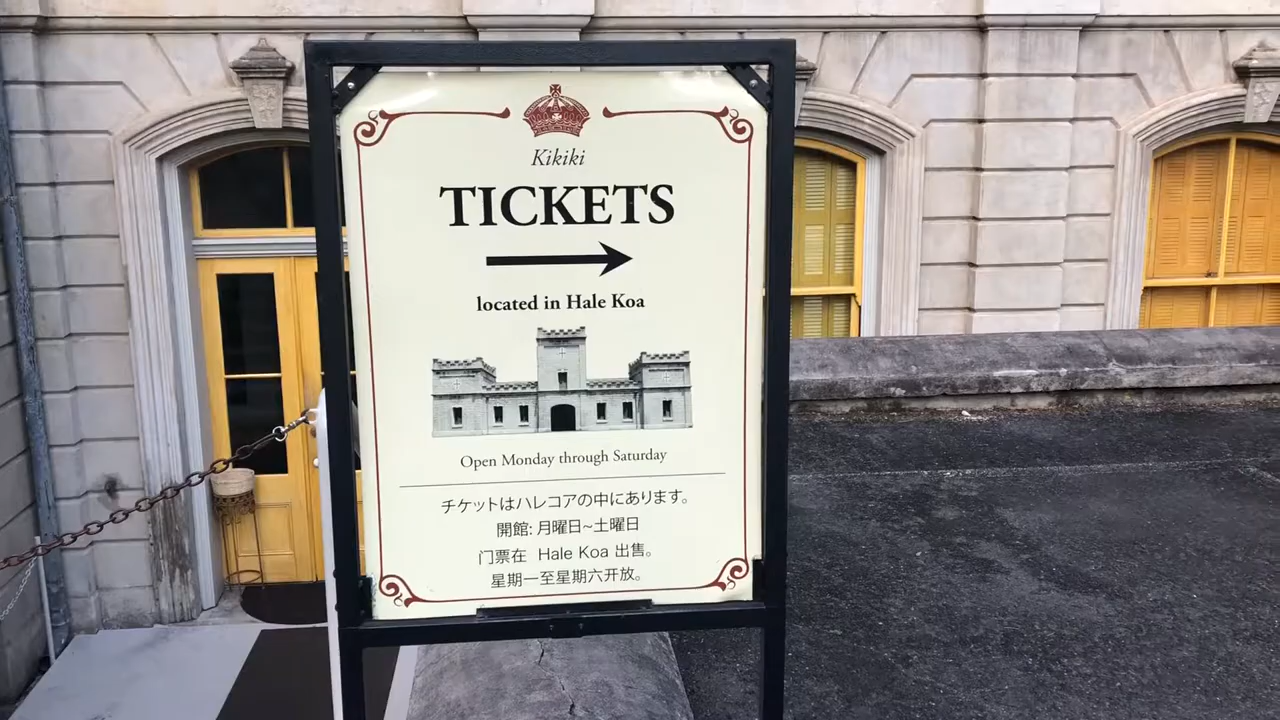 Kikiki
TICKETS
located in Hale Koa
Open Monday through Saturday
チケットはハレコアの中にあります。
開館: 月曜日~土曜日
门票在 Hale Koa 出售。
星期一至星期六开放。